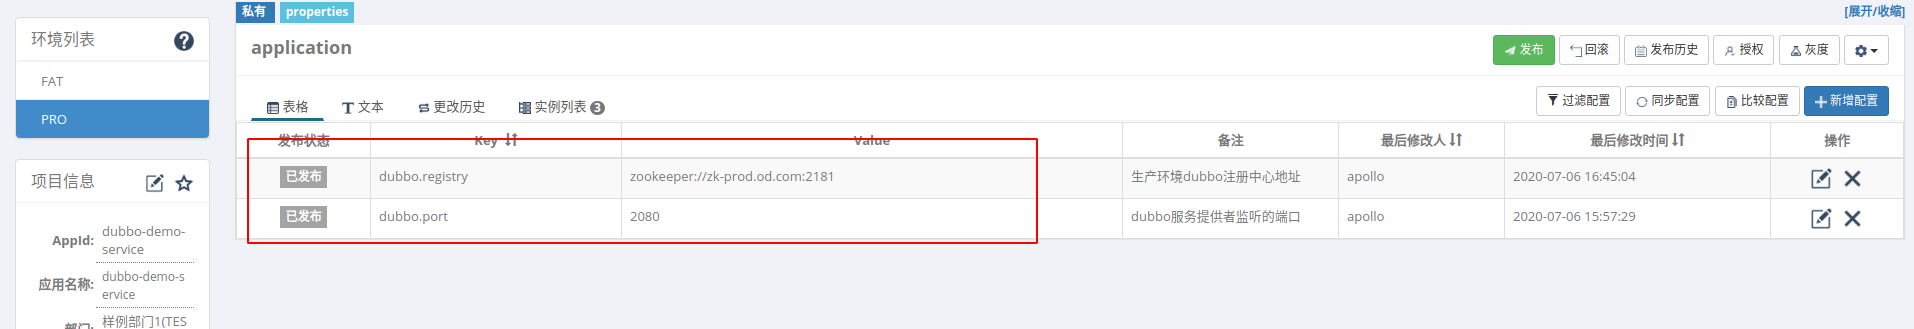 私有 properties [展开/收缩]
环境列表
FAT
PRO
application 发布 回滚 发布历史 授权 灰度
表格 文本 更改历史 实例列表 3 过滤配置 同步配置 比较配置 新增配置
发布状态 Key Value 备注 最后修改人 最后修改时间 操作
已发布 dubbo.registry zookeeper://zk-prod.od.com:2181 生产环境dubbo注册中心地址 apollo 2020-07-06 16:45:04
已发布 dubbo.port 2080 dubbo服务提供者监听的端口 apollo 2020-07-06 15:57:29
项目信息
AppId: dubbo-demo-
service
应用名称: dubbo-demo-s
ervice
部门: 样例部门1(TES